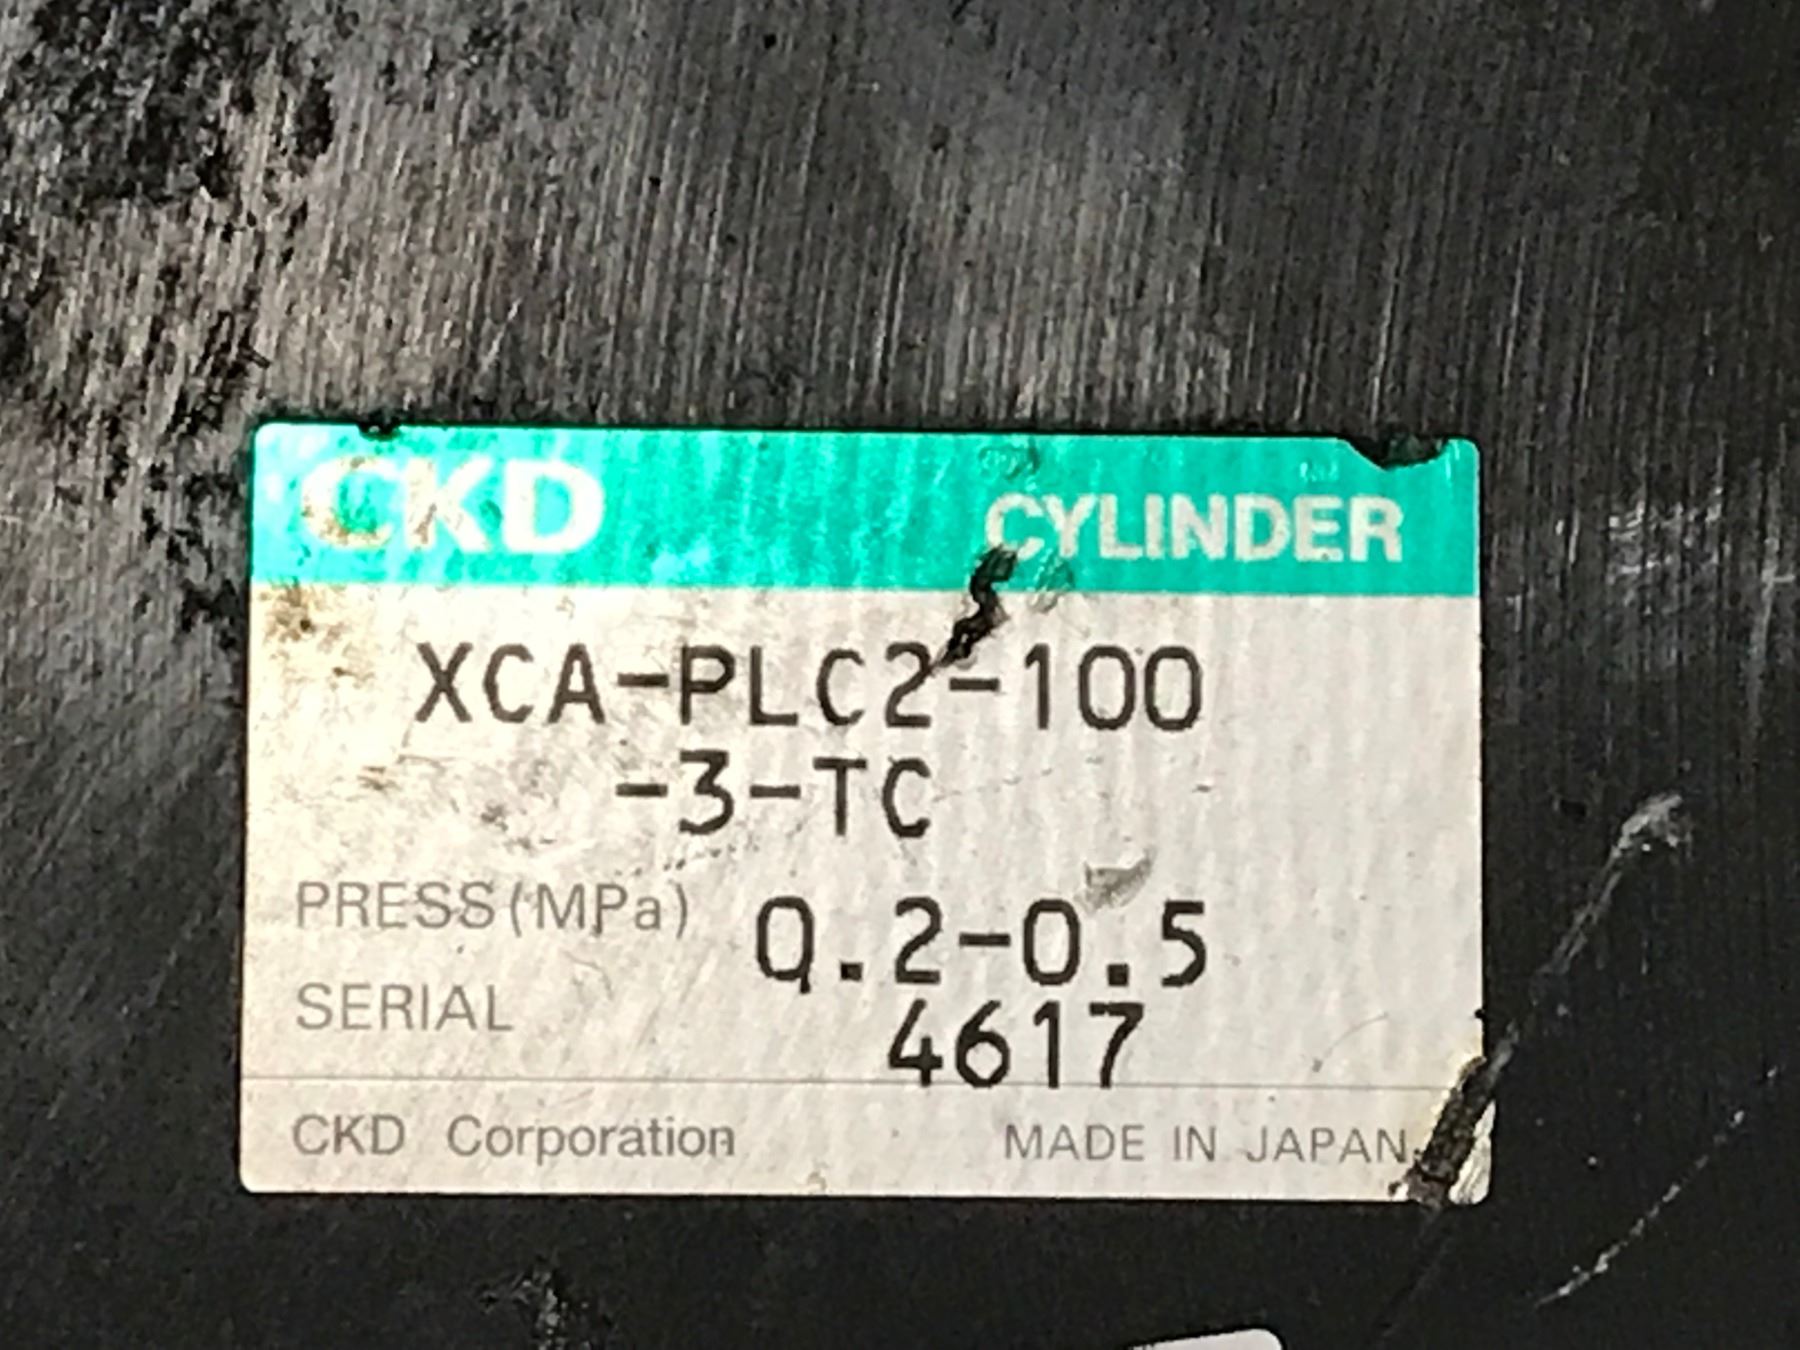 CKD CYLINDER
XCA-PLC2-100
-3-TC
PRESS(MPa) 0.2-0.5
SERIAL 4617
CKD Corporation MADE IN JAPAN